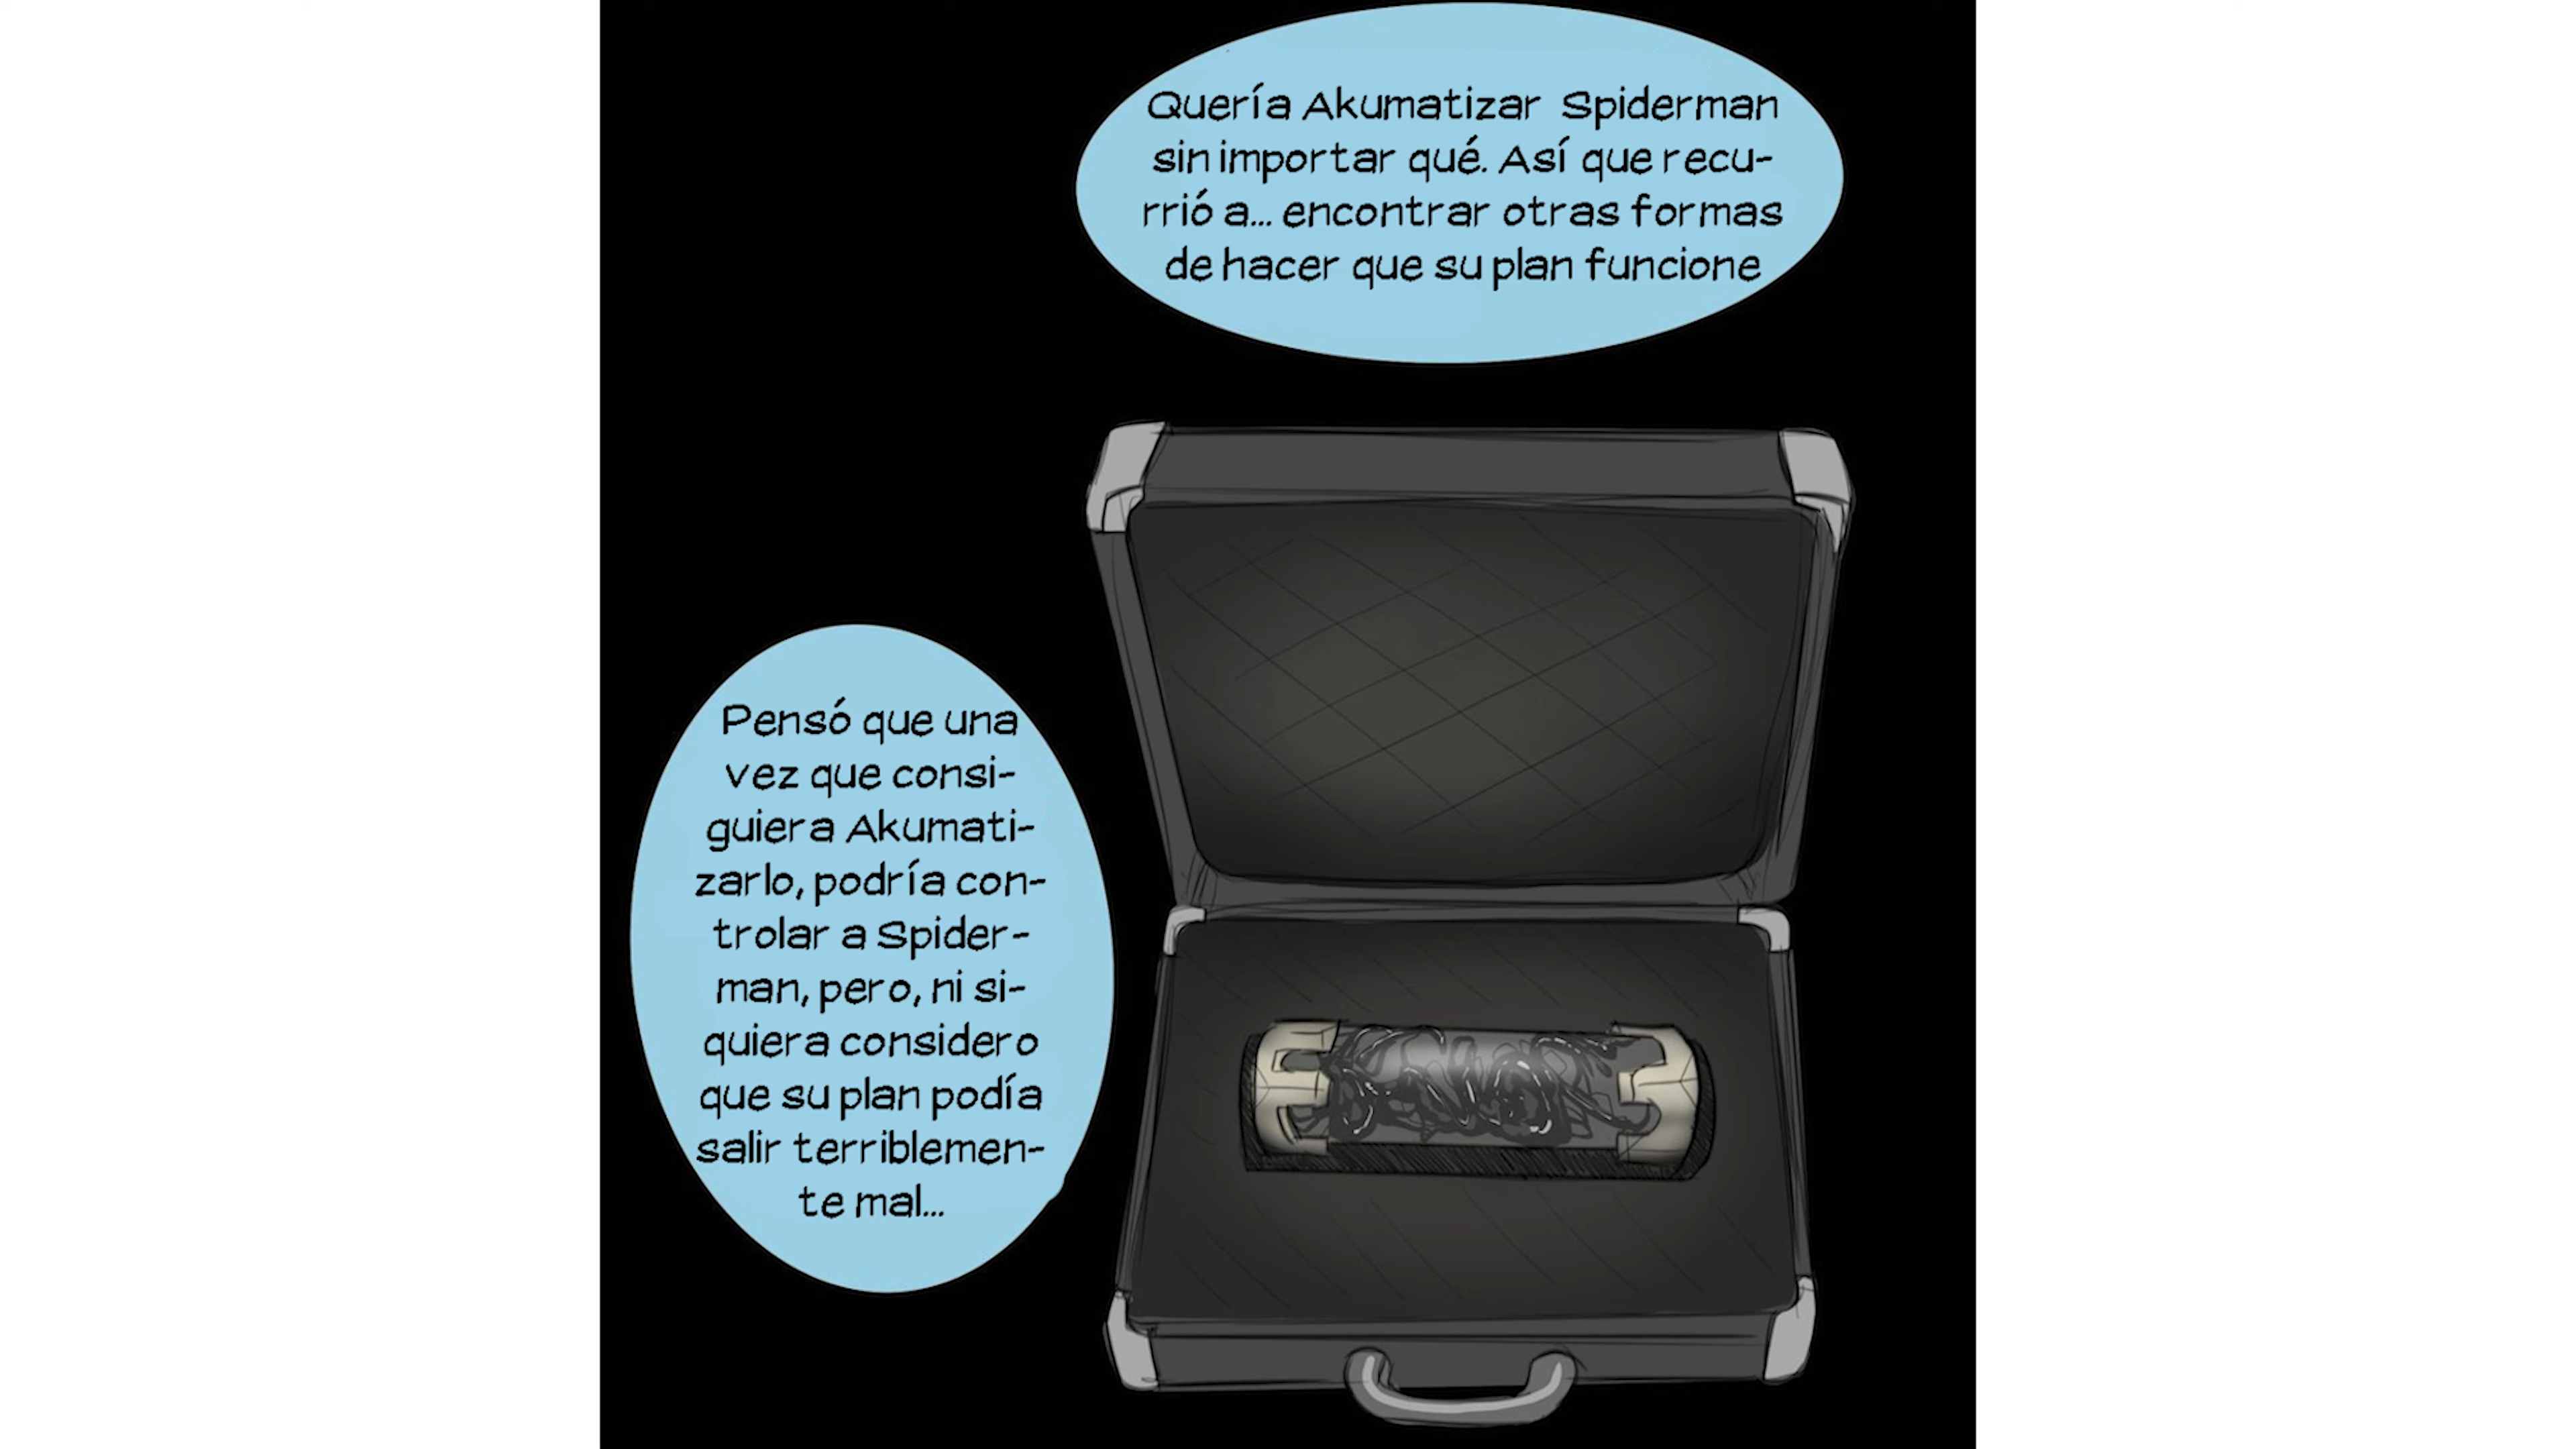 Quería Akumatizar Spiderman
sin importar qué. Así que recu-
rrió a... encontrar otras formas
de hacer que su plan funcione
Pensó que una
vez que consi-
guiera Akumati-
zarlo, podría con-
trolar a Spider-
man, pero, ni si-
quiera considero
que su plan podía
salir terriblemen-
te mal...